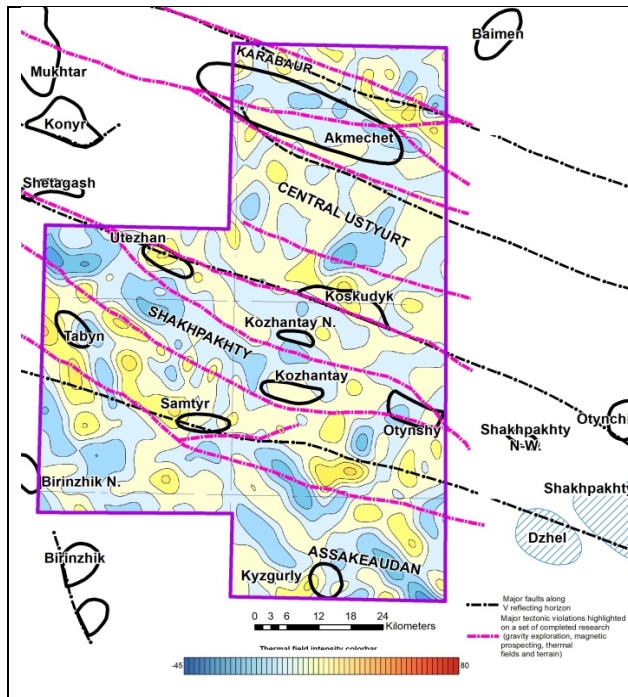 Baimen
KARABAUR
Mukhtar
Akmechet
Konyr
Shetagash
CENTRAL USTYURT
Utezhan
Koskudyk
SHAKHPAKHTY
Kozhantay N.
Tabyn
Kozhantay
Samtyr
Otynshy
Shakhpakhty
N-W.
Otynchi
Birinzhik N.
Shakhpakhty
Dzhel
Birinzhik
ASSAKEAUDAN
Kyzgurly
0 3 6 12 18 24
Kilometers
Major faults along
V reflecting horizon
Major tectonic violations highlighted
on a set of completed research
(gravity exploration, magnetic
prospecting, thermal
fields and terrain)
Thermal field intensity colorbar
-45 80